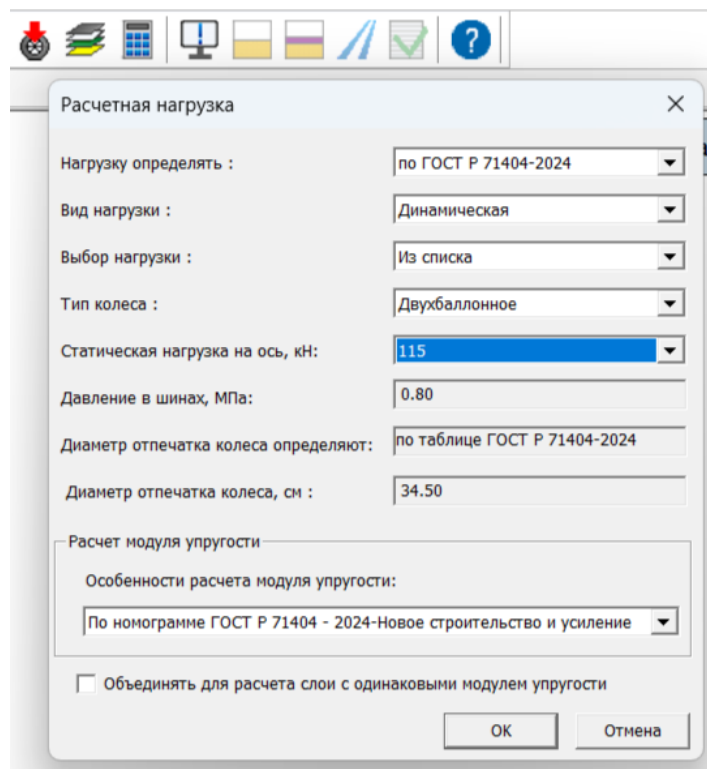 ?
Расчетная нагрузка
Нагрузку определять : по ГОСТ Р 71404-2024
Вид нагрузки : Динамическая
Выбор нагрузки : Из списка
Тип колеса : Двухбаллонное
Статическая нагрузка на ось, кН: 115
Давление в шинах, МПа: 0.80
Диаметр отпечатка колеса определяют: по таблице ГОСТ Р 71404-2024
Диаметр отпечатка колеса, см : 34.50
Расчет модуля упругости
Особенности расчета модуля упругости:
По номограмме ГОСТ Р 71404 - 2024-Новое строительство и усиление
Объединять для расчета слои с одинаковыми модулем упругости
ОК Отмена